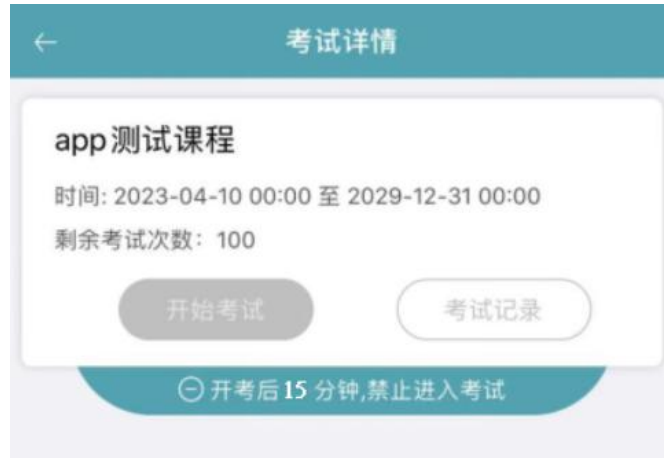 考试详情
app测试课程
时间: 2023-04-10 00:00 至 2029-12-31 00:00
剩余考试次数：100
开始考试
考试记录
开考后 15 分钟,禁止进入考试